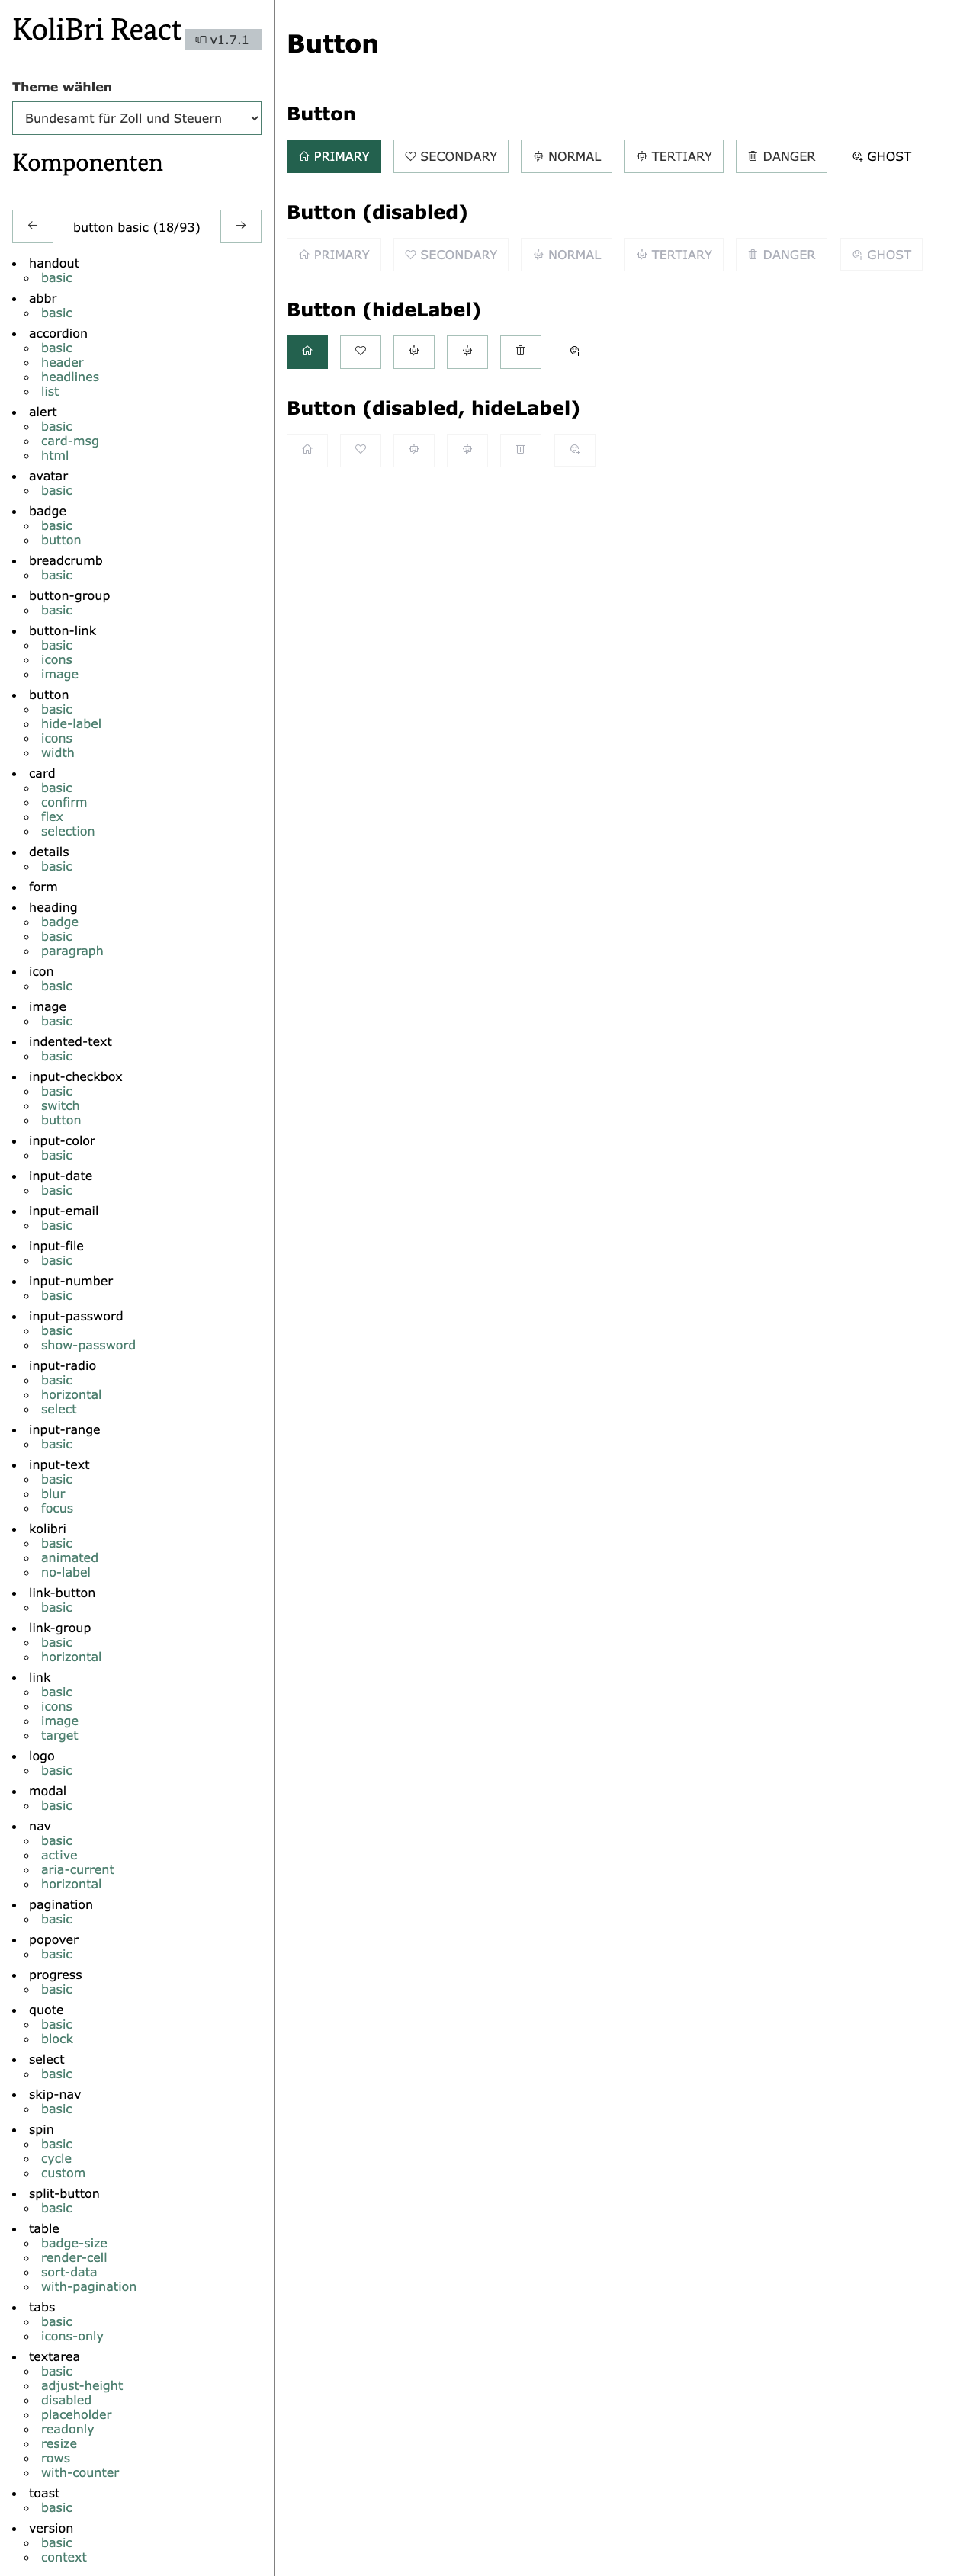 KoliBri React v1.7.1
Theme wählen
Bundesamt für Zoll und Steuern
Komponenten
button basic (18/93)
handout
basic
abbr
basic
accordion
basic
header
headlines
list
alert
basic
card-msg
html
avatar
basic
badge
basic
button
breadcrumb
basic
button-group
basic
button-link
basic
icons
image
button
basic
hide-label
icons
width
card
basic
confirm
flex
selection
details
basic
form
heading
badge
basic
paragraph
icon
basic
image
basic
indented-text
basic
input-checkbox
basic
switch
button
input-color
basic
input-date
basic
input-email
basic
input-file
basic
input-number
basic
input-password
basic
show-password
input-radio
basic
horizontal
select
input-range
basic
input-text
basic
blur
focus
kolibri
basic
animated
no-label
link-button
basic
link-group
basic
horizontal
link
basic
icons
image
target
logo
basic
modal
basic
nav
basic
active
aria-current
horizontal
pagination
basic
popover
basic
progress
basic
quote
basic
block
select
basic
skip-nav
basic
spin
basic
cycle
custom
split-button
basic
table
badge-size
render-cell
sort-data
with-pagination
tabs
basic
icons-only
textarea
basic
adjust-height
disabled
placeholder
readonly
resize
rows
with-counter
toast
basic
version
basic
context
Button
Button
PRIMARY SECONDARY NORMAL TERTIARY DANGER GHOST
Button (disabled)
PRIMARY SECONDARY NORMAL TERTIARY DANGER GHOST
Button (hideLabel)
Button (disabled, hideLabel)